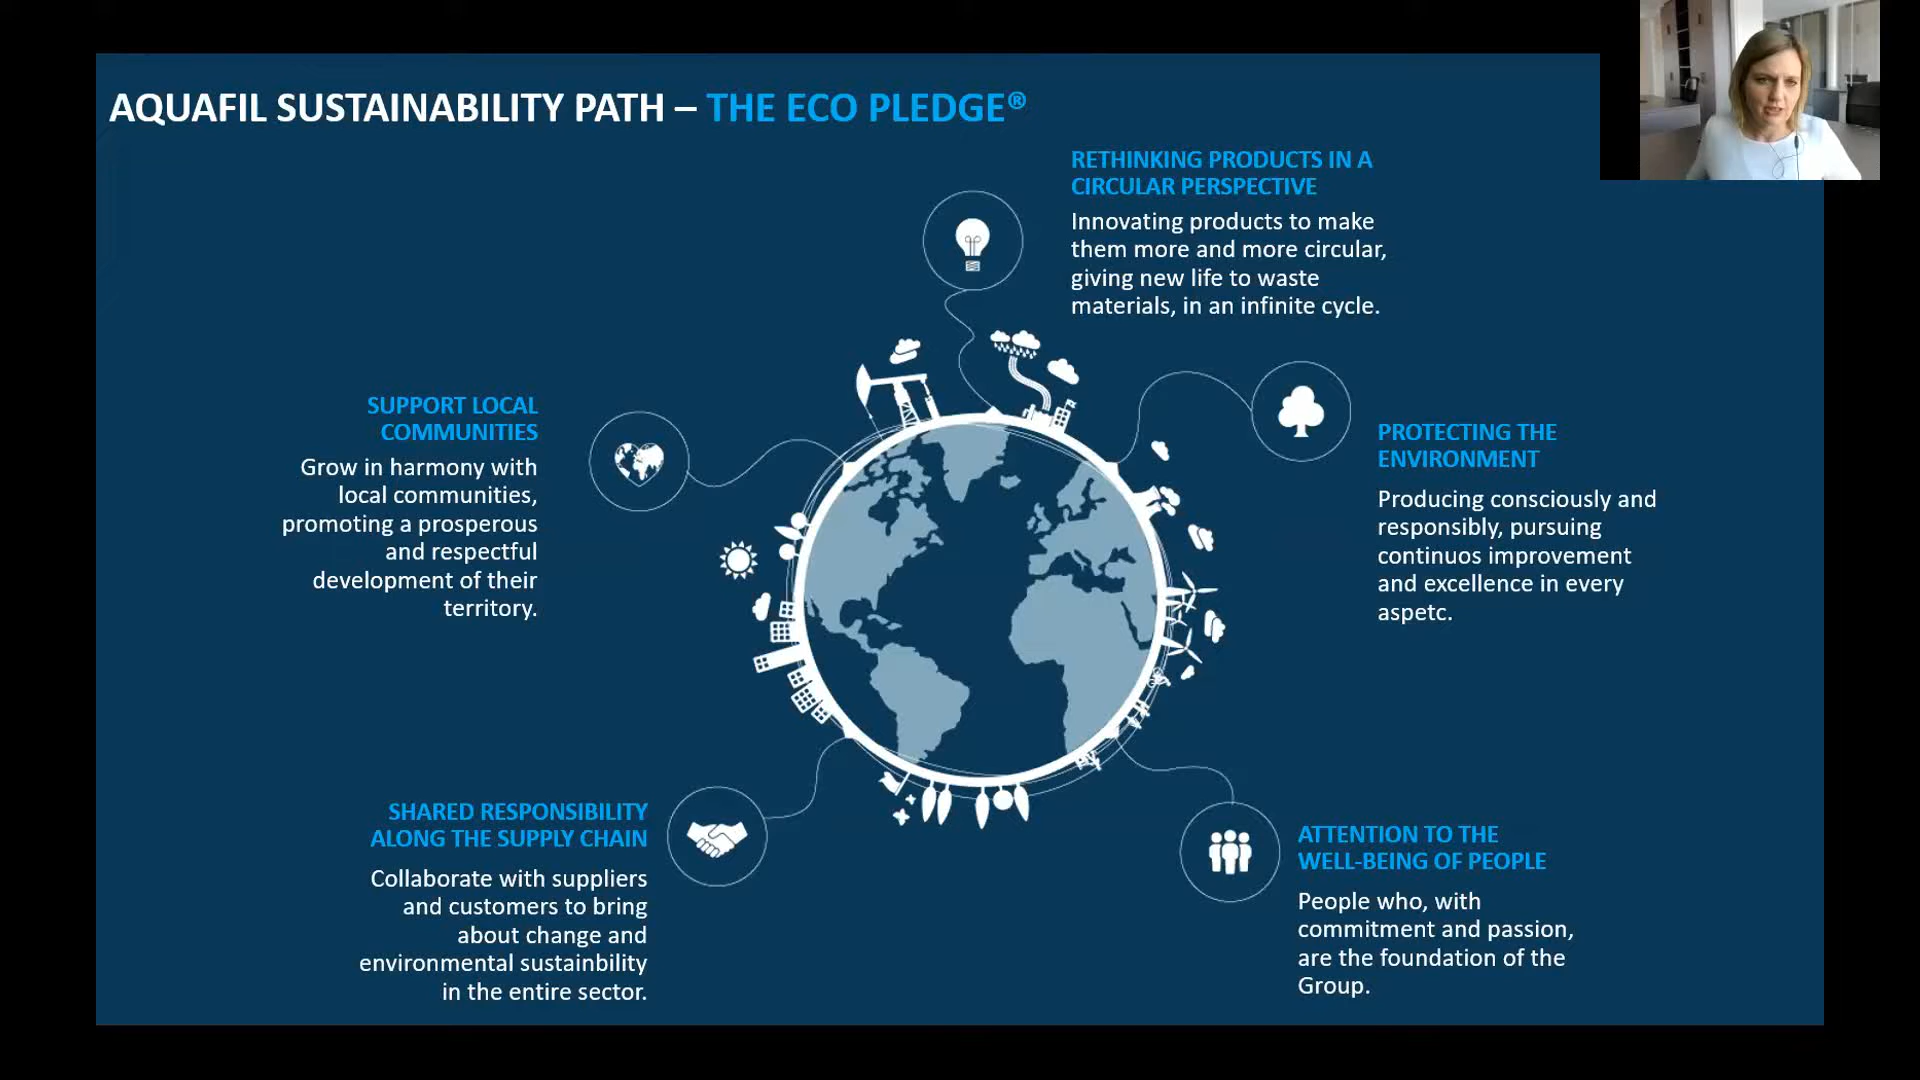 AQUAFIL SUSTAINABILITY PATH – THE ECO PLEDGE®
RETHINKING PRODUCTS IN A
CIRCULAR PERSPECTIVE
Innovating products to make
them more and more circular,
giving new life to waste
materials, in an infinite cycle.
PROTECTING THE
ENVIRONMENT
Producing consciously and
responsibly, pursuing
continuos improvement
and excellence in every
aspetc.
ATTENTION TO THE
WELL-BEING OF PEOPLE
People who, with
commitment and passion,
are the foundation of the
Group.
SHARED RESPONSIBILITY
ALONG THE SUPPLY CHAIN
Collaborate with suppliers
and customers to bring
about change and
environmental sustainbility
in the entire sector.
SUPPORT LOCAL
COMMUNITIES
Grow in harmony with
local communities,
promoting a prosperous
and respectful
development of their
territory.